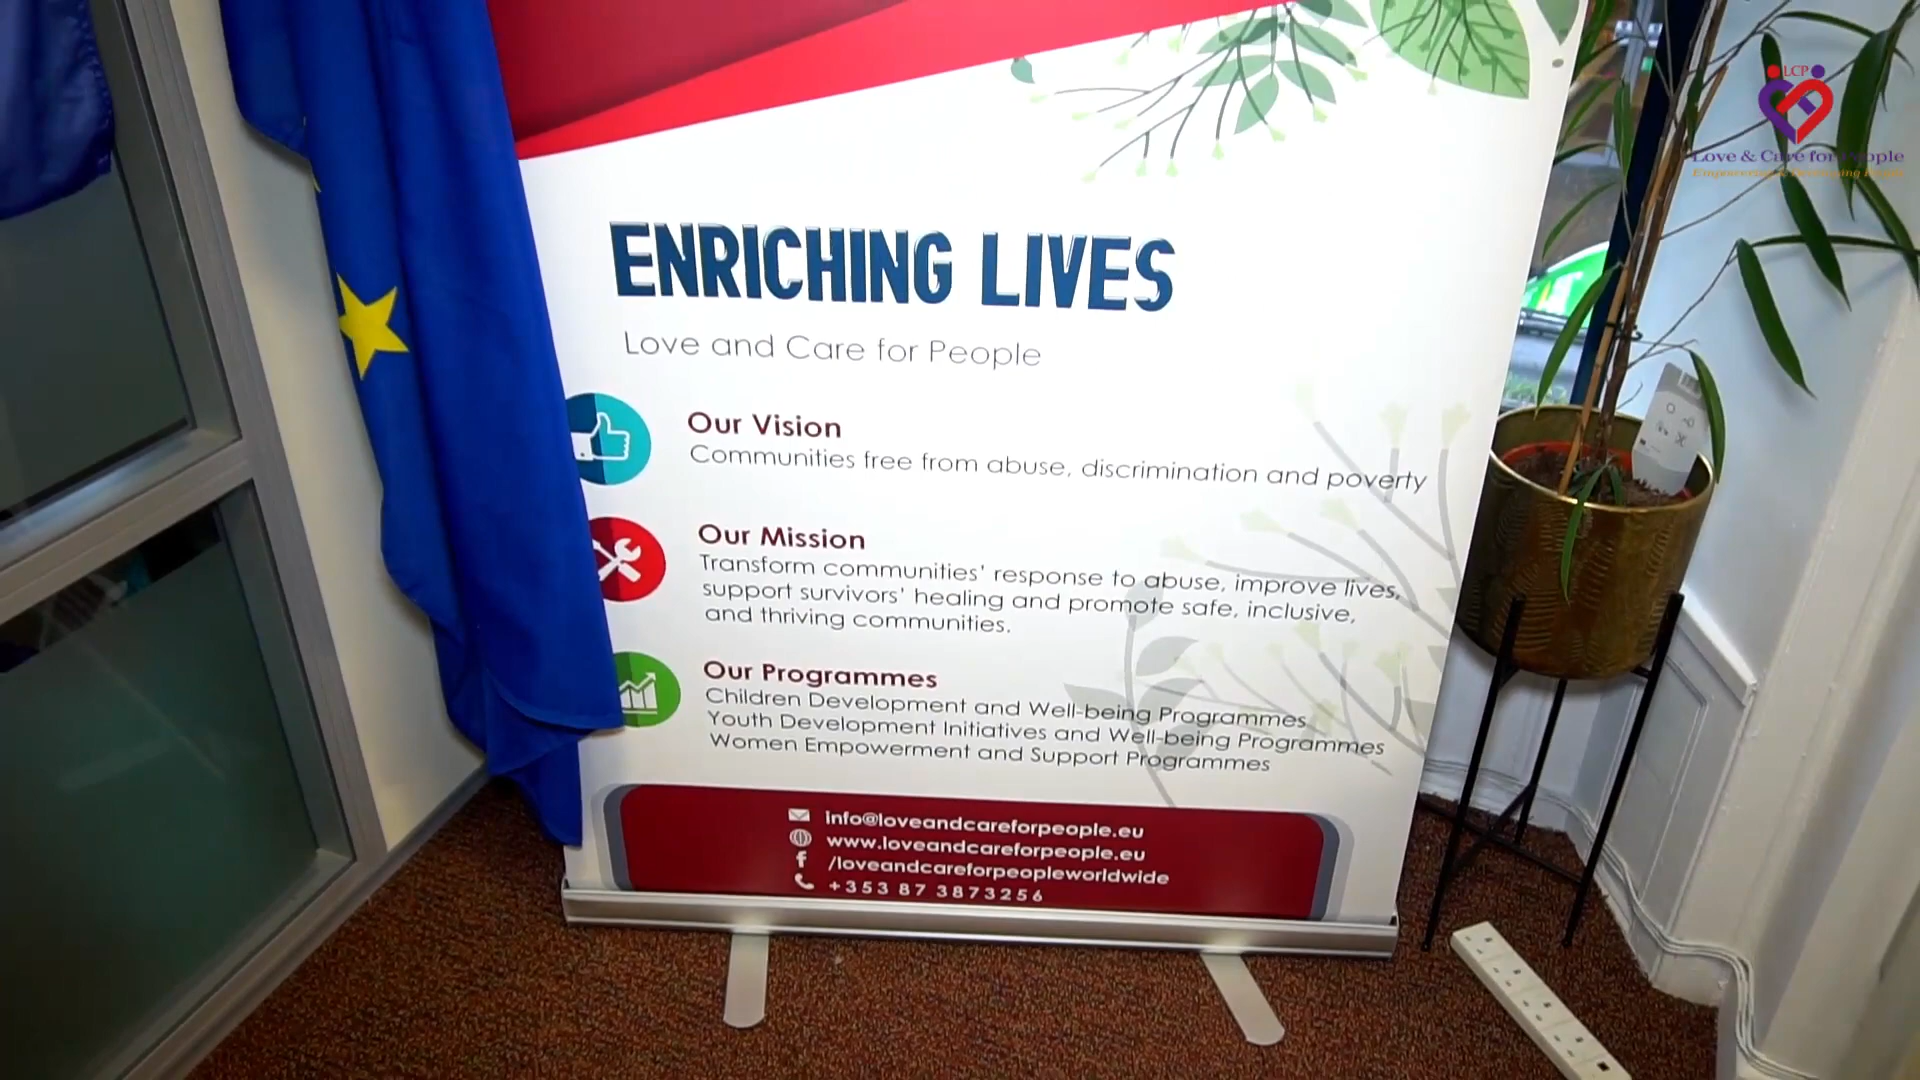 LCP
Love & Care for People
ENRICHING LIVES
Love and Care for People
Our Vision
Communities free from abuse, discrimination and poverty
Our Mission
Transform communities' response to abuse, improve lives,
support survivors' healing and promote safe, inclusive,
and thriving communities.
Our Programmes
Children Development and Well-being Programmes
Youth Development Initiatives and Well-being Programmes
Women Empowerment and Support Programmes
info@loveandcareforpeople.eu
www.loveandcareforpeople.eu
/loveandcareforpeopleworldwide
+353 87 3873256